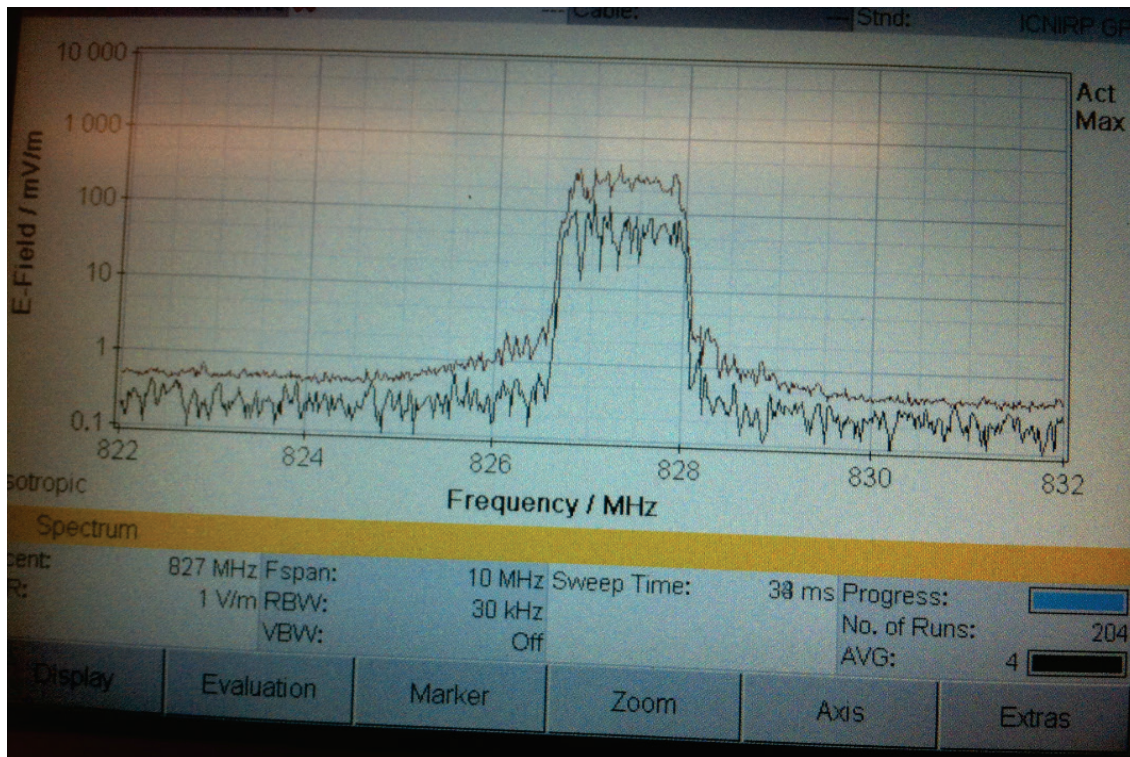 --- Cable: --- Stnd: ICNIRP GP
10 000
1 000
100
10
1
0.1
E-Field / mV/m
Act
Max
822 824 826 828 830 832
Frequency / MHz
sotropic
Spectrum
cent: 827 MHz Fspan: 10 MHz Sweep Time: ms Progress:
R: 1 V/m RBW: 30 kHz No. of Runs: 204
VBW: Off AVG: 4
Display Evaluation Marker Zoom Axis Extras